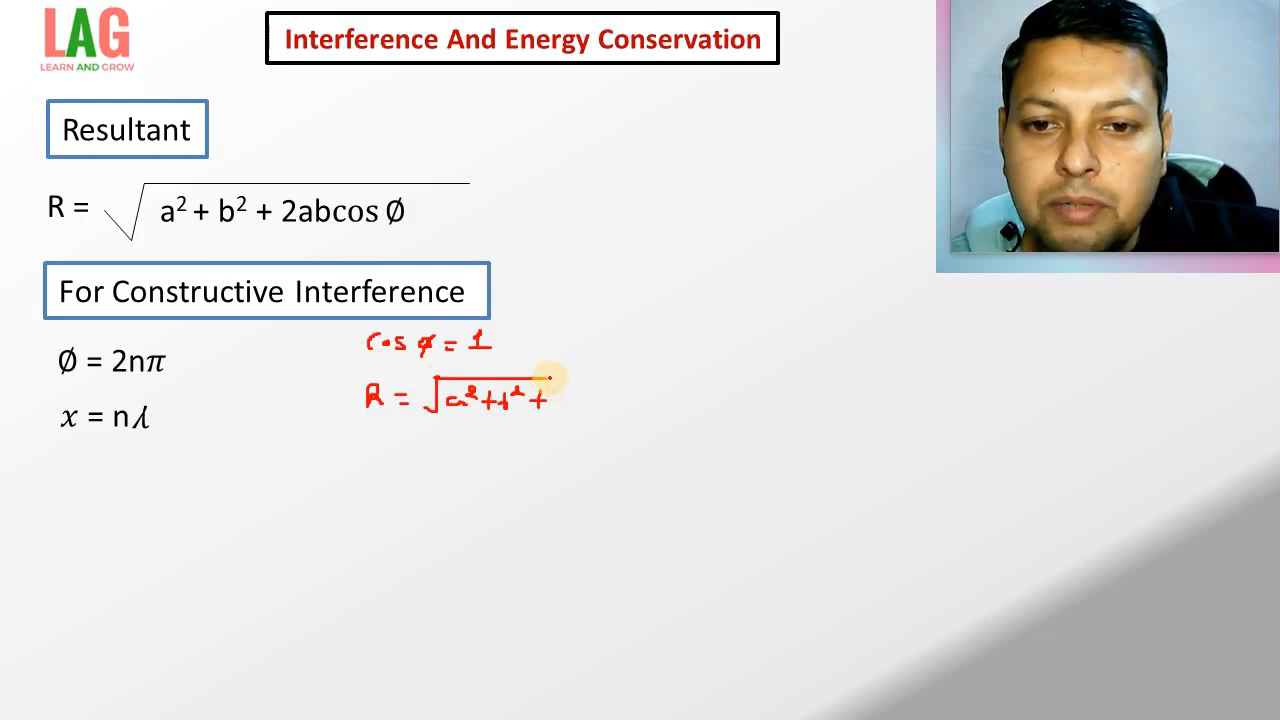 LAG
LEARN AND GROW
Interference And Energy Conservation
Resultant
R = √ a² + b² + 2abcos Ø
For Constructive Interference
Ø = 2nπ
x = nλ
cos φ = 1
R = √a²+b²+